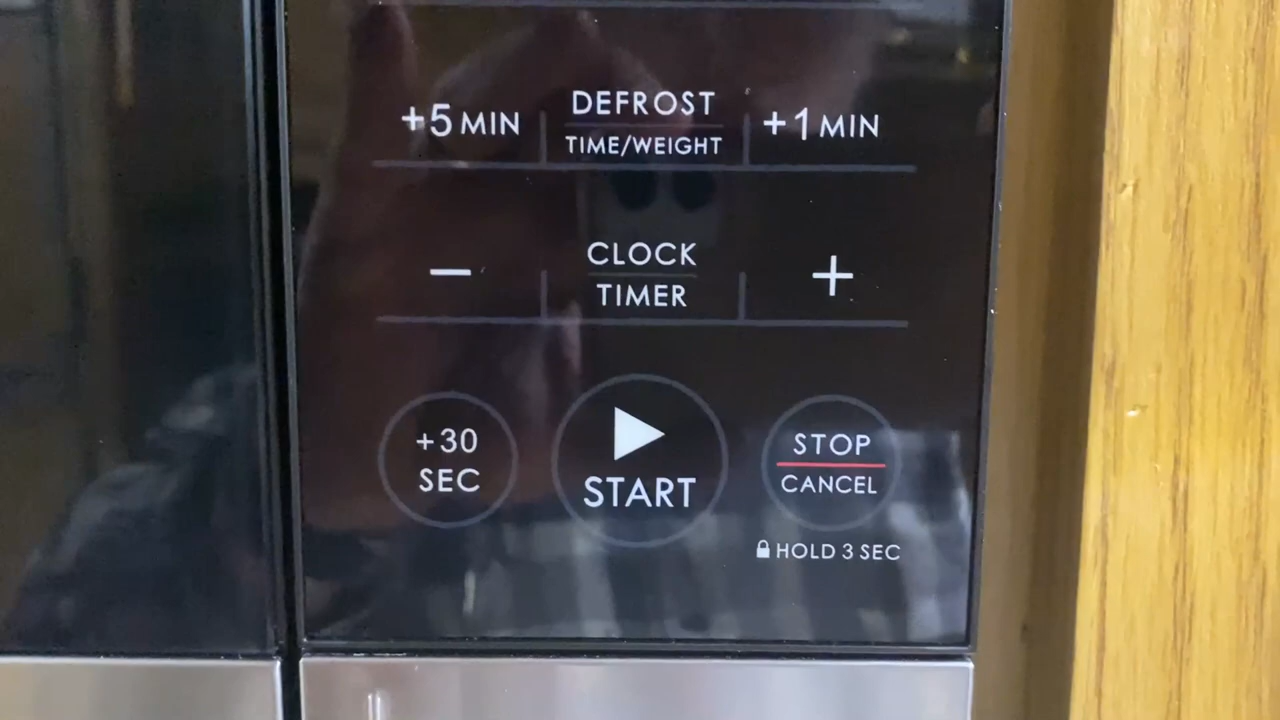 +5 MIN
DEFROST
TIME/WEIGHT
+1 MIN
−
CLOCK
TIMER
+
+30
SEC
START
STOP
CANCEL
HOLD 3 SEC